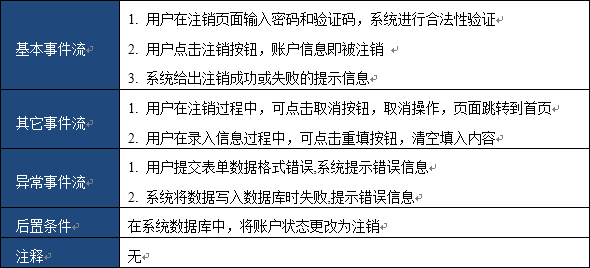 基本事件流
1. 用户在注销页面输入密码和验证码，系统进行合法性验证
2. 用户点击注销按钮，账户信息即被注销
3. 系统给出注销成功或失败的提示信息
其它事件流
1. 用户在注销过程中，可点击取消按钮，取消操作，页面跳转到首页
2. 用户在录入信息过程中，可点击重填按钮，清空填入内容
异常事件流
1. 用户提交表单数据格式错误,系统提示错误信息
2. 系统将数据写入数据库时失败,提示错误信息
后置条件
在系统数据库中，将账户状态更改为注销
注释
无